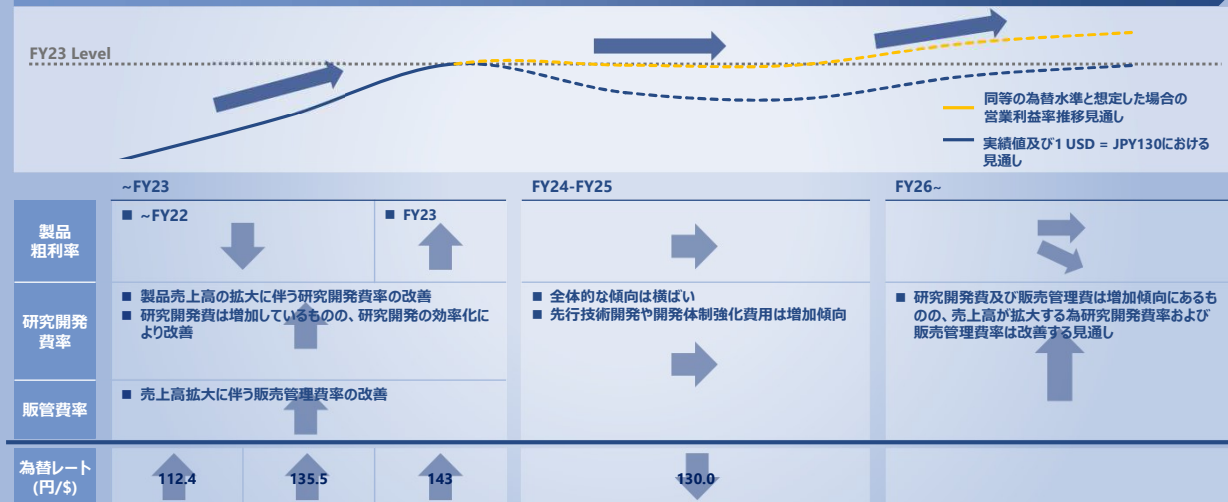 FY23 Level
同等の為替水準と想定した場合の
営業利益率推移見通し
実績値及び1 USD = JPY130における
見通し
~FY23
FY24-FY25
FY26~
製品
粗利率
■ ~FY22
■ FY23
研究開発
費率
■ 製品売上高の拡大に伴う研究開発費率の改善
■ 研究開発費は増加しているものの、研究開発の効率化に
より改善
■ 全体的な傾向は横ばい
■ 先行技術開発や開発体制強化費用は増加傾向
■ 研究開発費及び販売管理費は増加傾向にあるも
のの、売上高が拡大する為研究開発費率および
販売管理費率は改善する見通し
販管費率
■ 売上高拡大に伴う販売管理費率の改善
為替レート
(円/$)
112.4
135.5
143
130.0